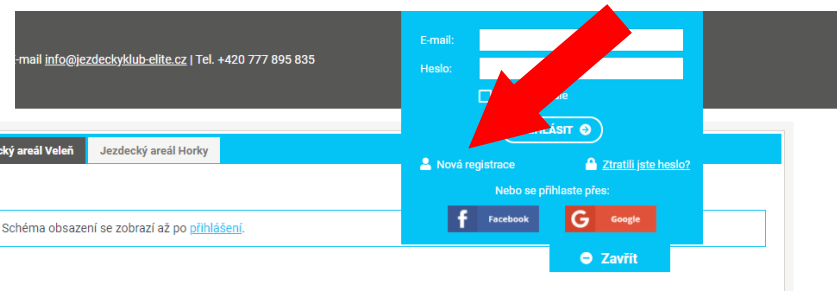 E-mail:
-mail info@jezdeckyklub-elite.cz | Tel. +420 777 895 835
Heslo:
Nová registrace
Ztratili jste heslo?
Nebo se přihlaste přes:
Facebook
Google
Zavřít
ký areál Veleň
Jezdecký areál Horky
Schéma obsazení se zobrazí až po přihlášení.